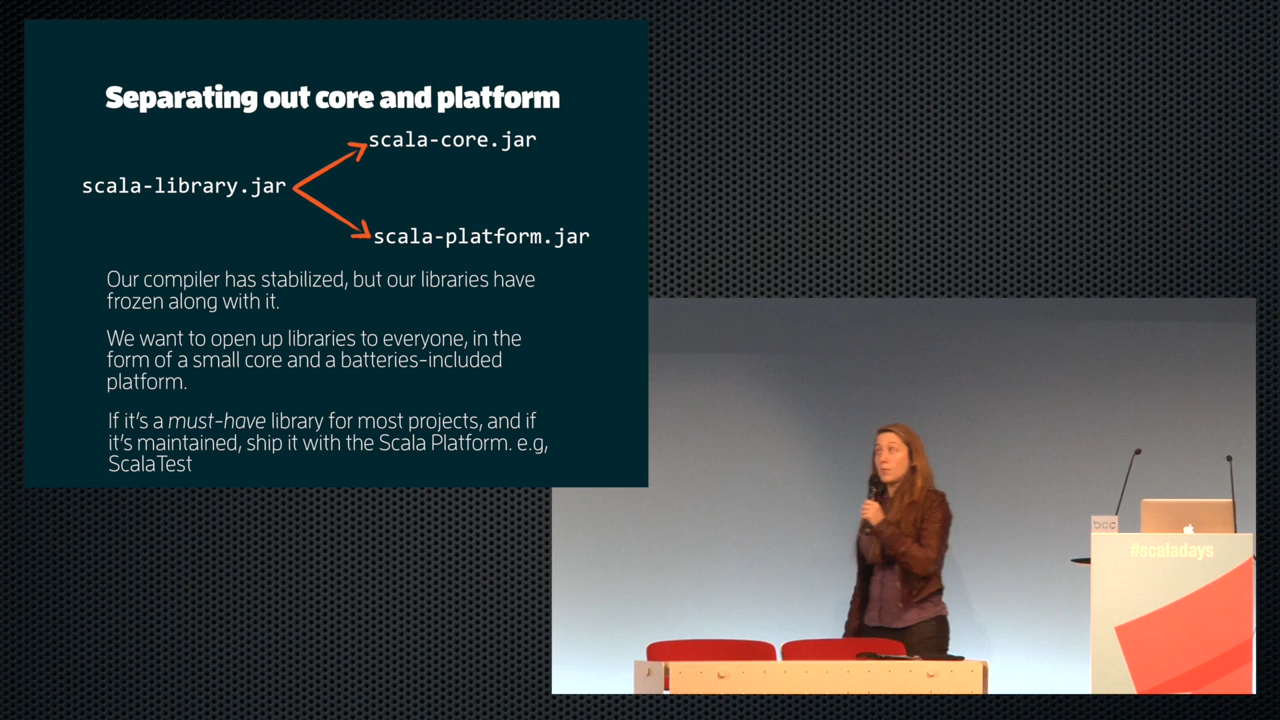 Separating out core and platform
scala-core.jar
scala-library.jar
scala-platform.jar
Our compiler has stabilized, but our libraries have
frozen along with it.
We want to open up libraries to everyone, in the
form of a small core and a batteries-included
platform.
If it's a must-have library for most projects, and if
it's maintained, ship it with the Scala Platform. e.g,
ScalaTest
bcc
#scaladays